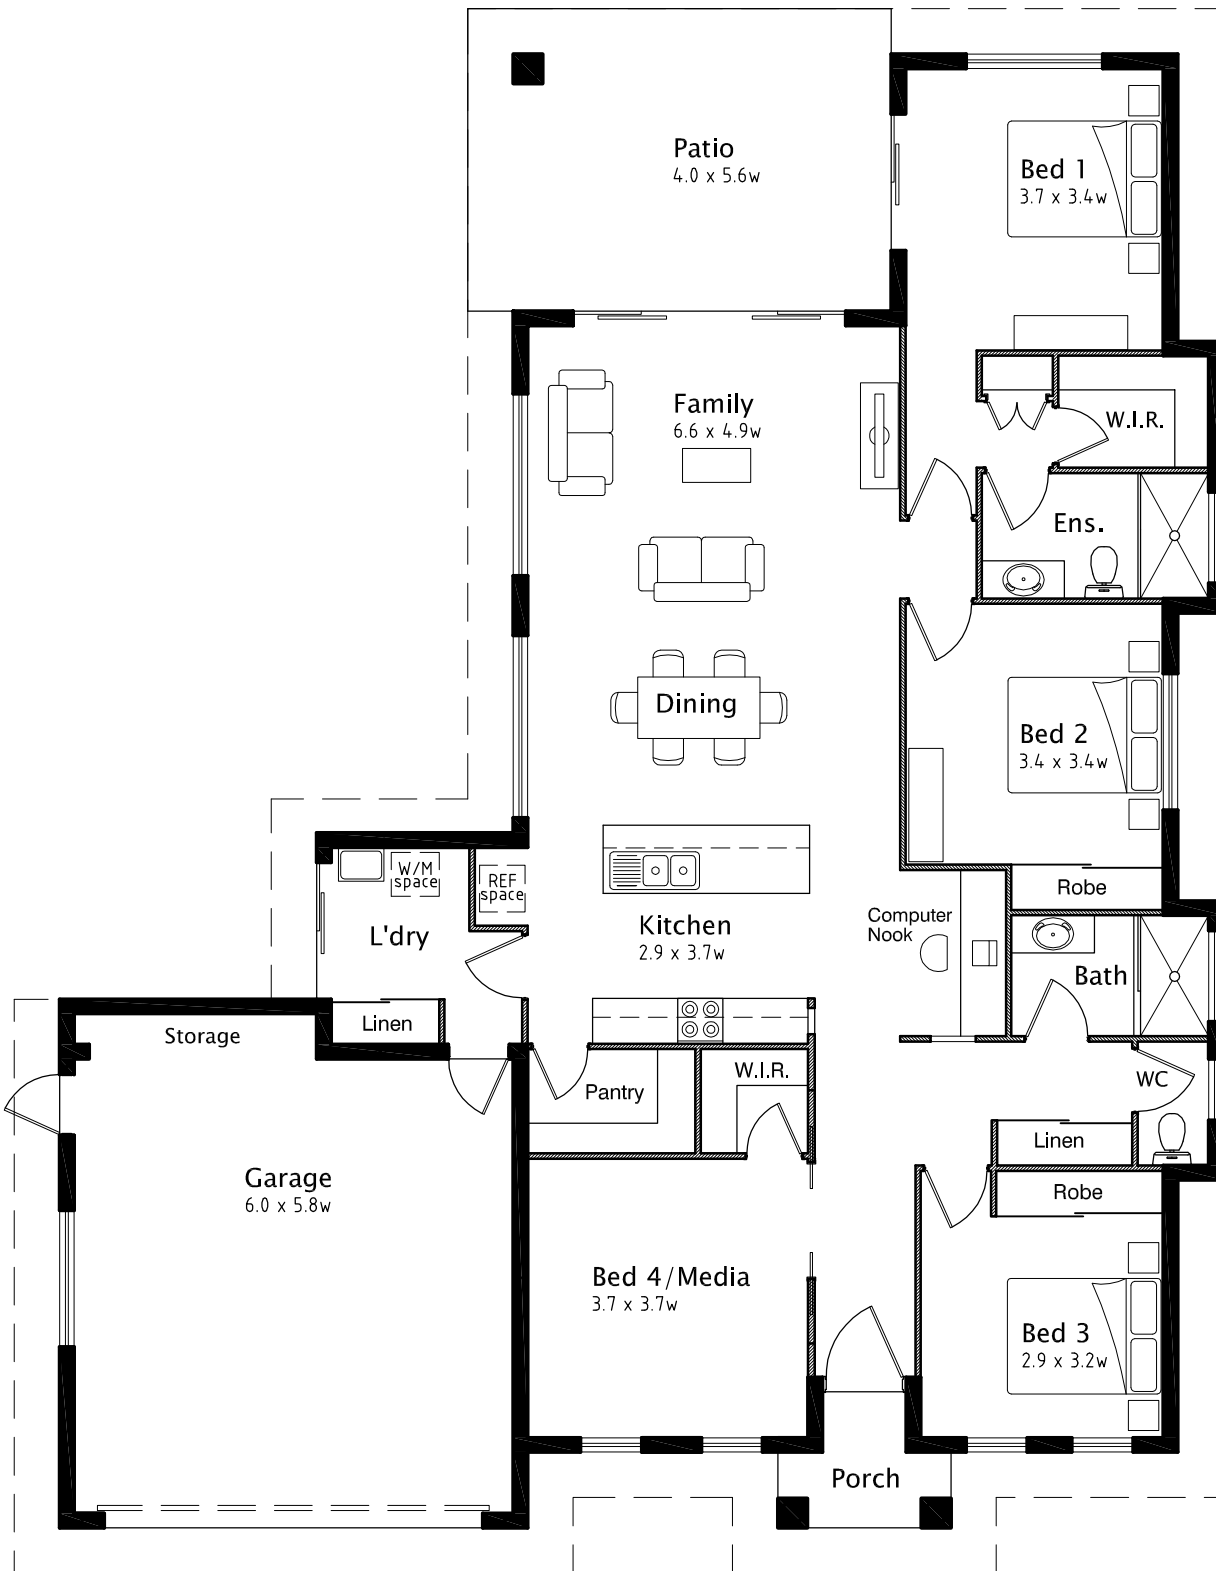 Patio
4.0 x 5.6w
Bed 1
3.7 x 3.4w
Family
6.6 x 4.9w
W.I.R.
Ens.
Dining
Bed 2
3.4 x 3.4w
W/M
space
REF
space
Robe
L'dry
Kitchen
2.9 x 3.7w
Computer
Nook
Bath
Linen
Storage
Pantry
W.I.R.
WC
Linen
Garage
6.0 x 5.8w
Robe
Bed 4/Media
3.7 x 3.7w
Bed 3
2.9 x 3.2w
Porch